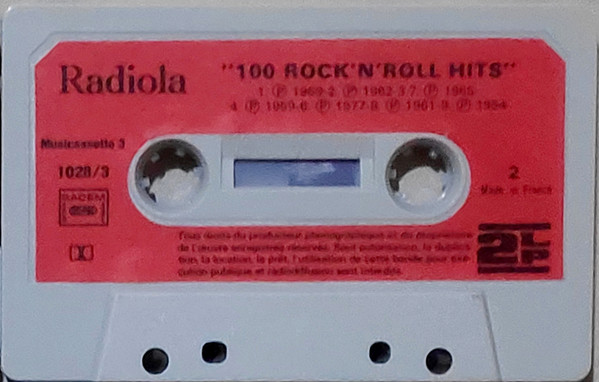 Radiola
"100 ROCK'N'ROLL HITS"
1 Ⓟ 1959-2 Ⓟ 1962-3.7 Ⓟ 1965
4 Ⓟ 1959-6 Ⓟ 1977-8 Ⓟ 1961-9 Ⓟ 1954
Musicassette 3
1028/3
SACEM
2
Made in France
Tous droits du producteur phonographique et du propriétaire
de l'œuvre enregistrée réservés. Sauf autorisation, la duplica-
tion, la location, le prêt, l'utilisation de cette bande pour exé-
cution publique et radiodiffusion sont interdits.
2LP